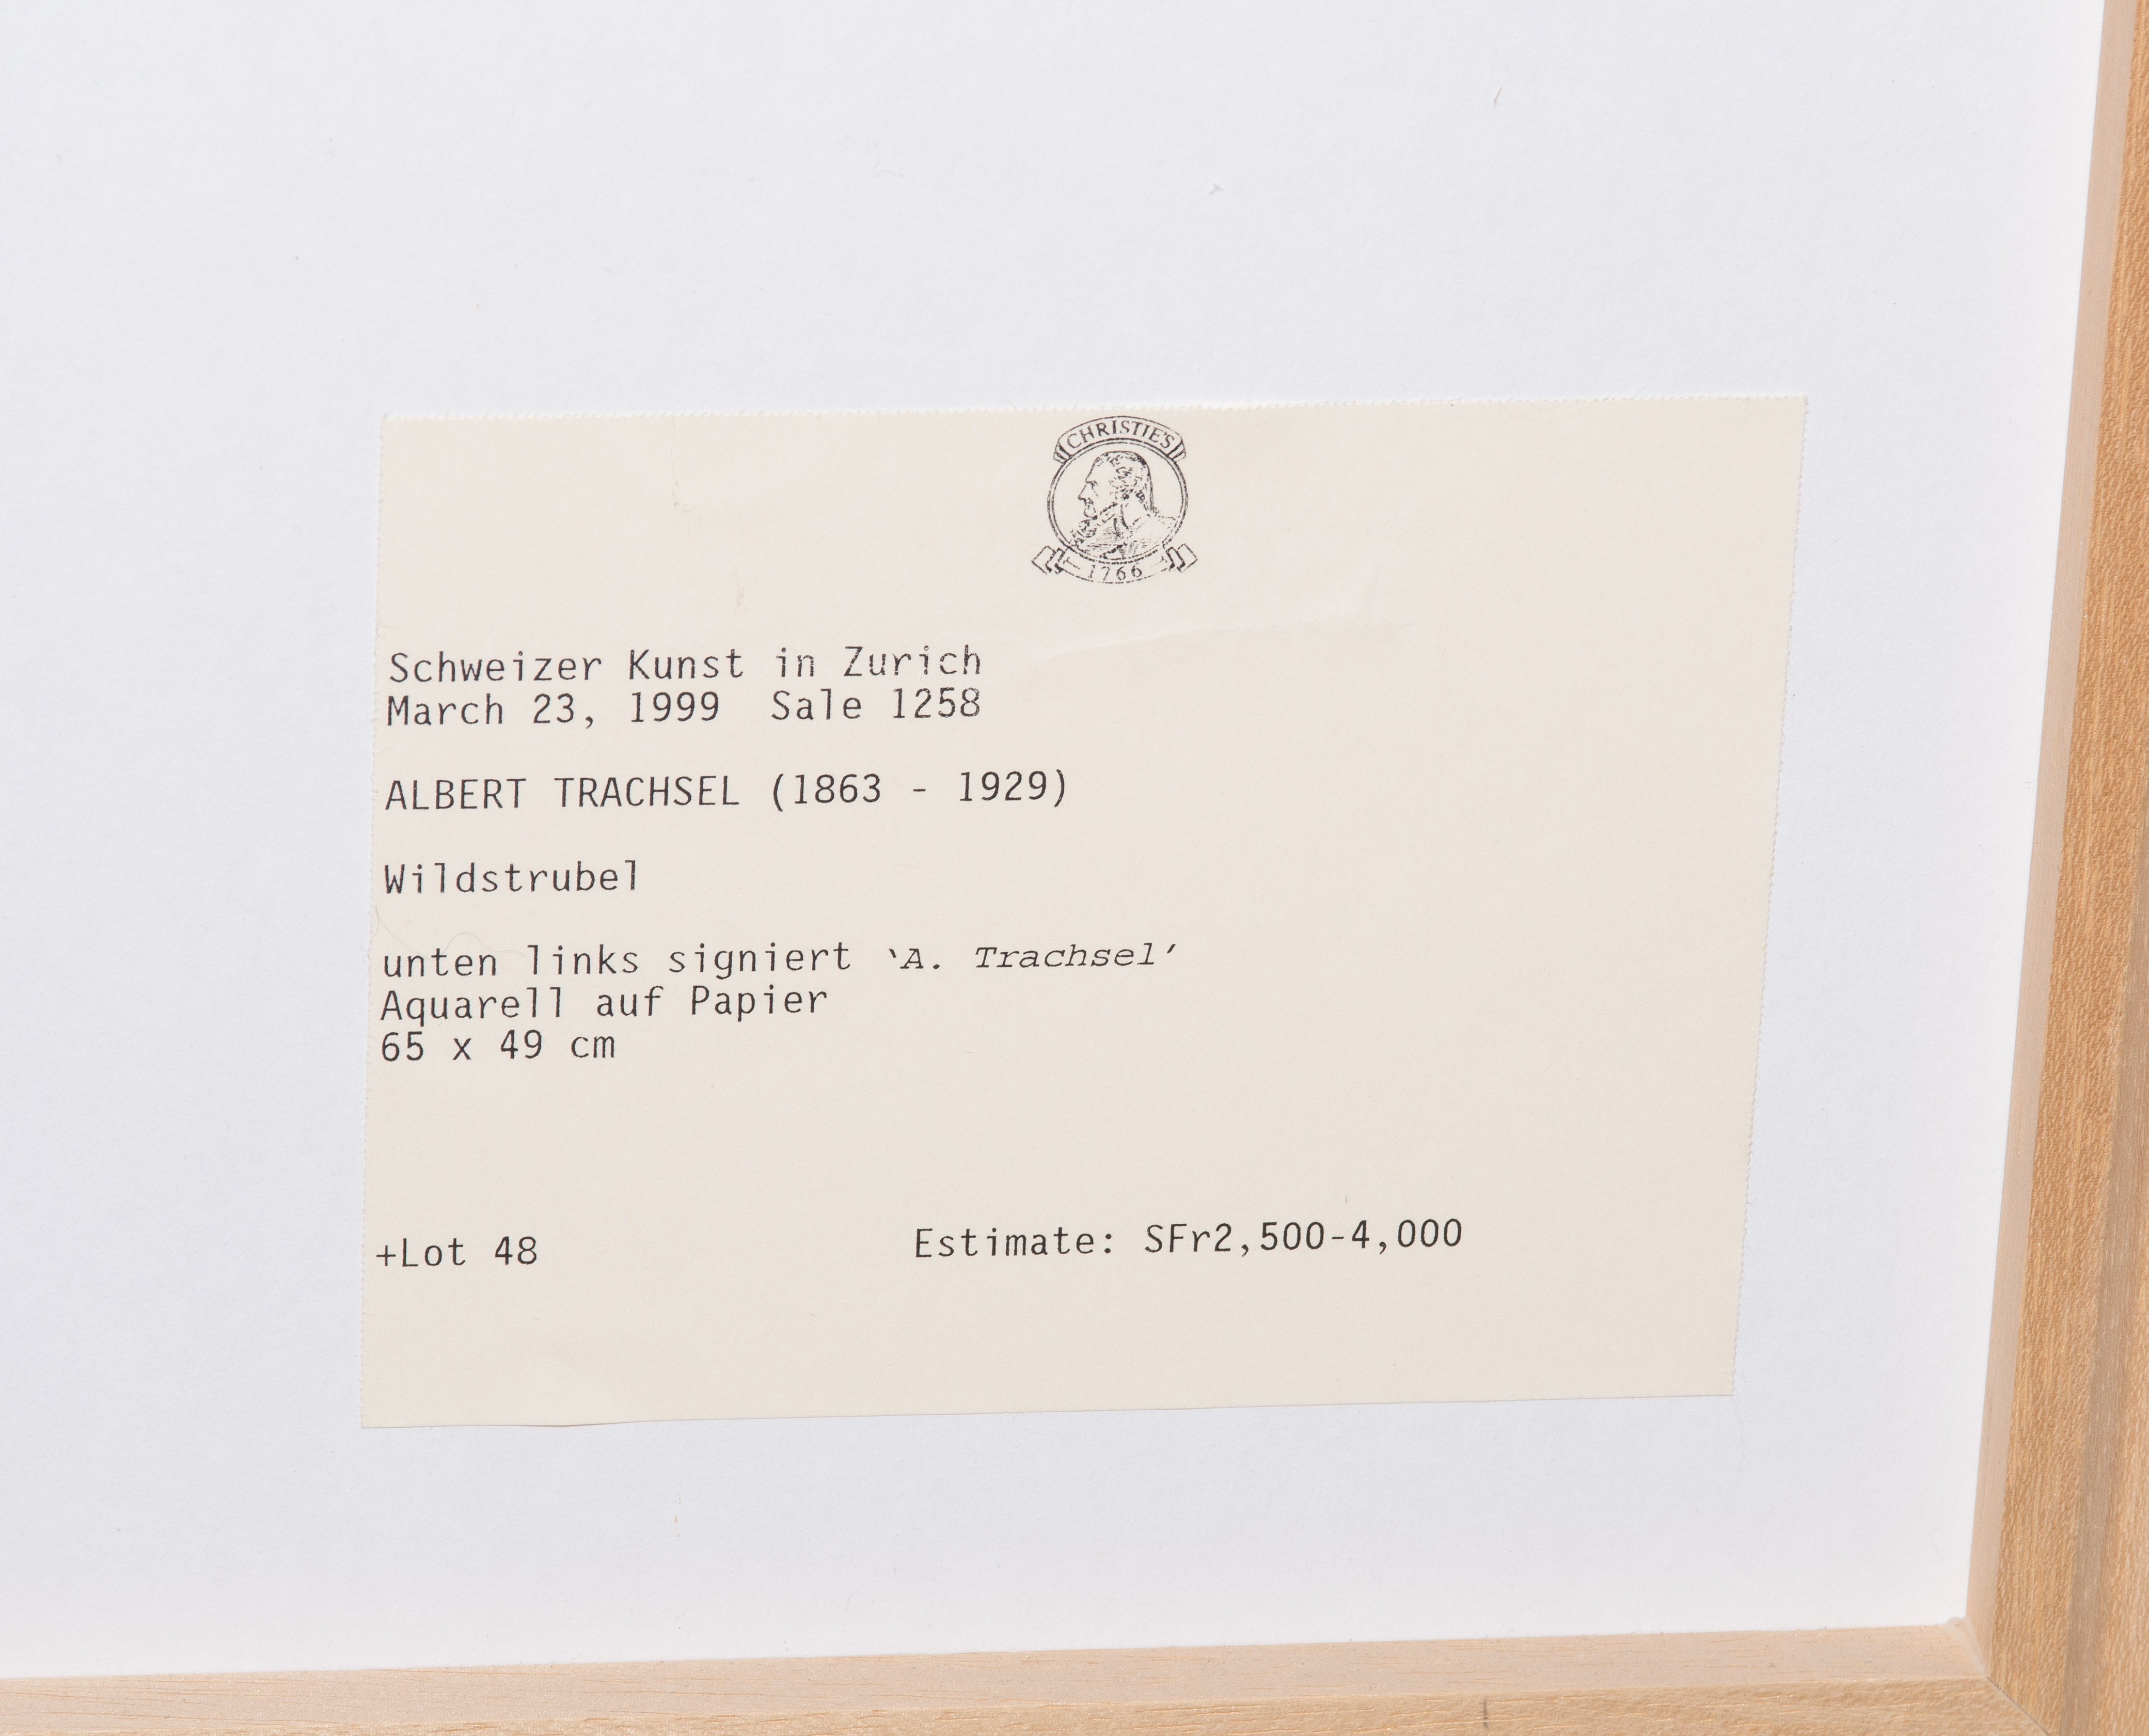 CHRISTIE'S
1766
Schweizer Kunst in Zurich
March 23, 1999  Sale 1258
ALBERT TRACHSEL (1863 - 1929)
Wildstrubel
unten links signiert ‘A. Trachsel’
Aquarell auf Papier
65 x 49 cm
+Lot 48
Estimate: SFr2,500-4,000